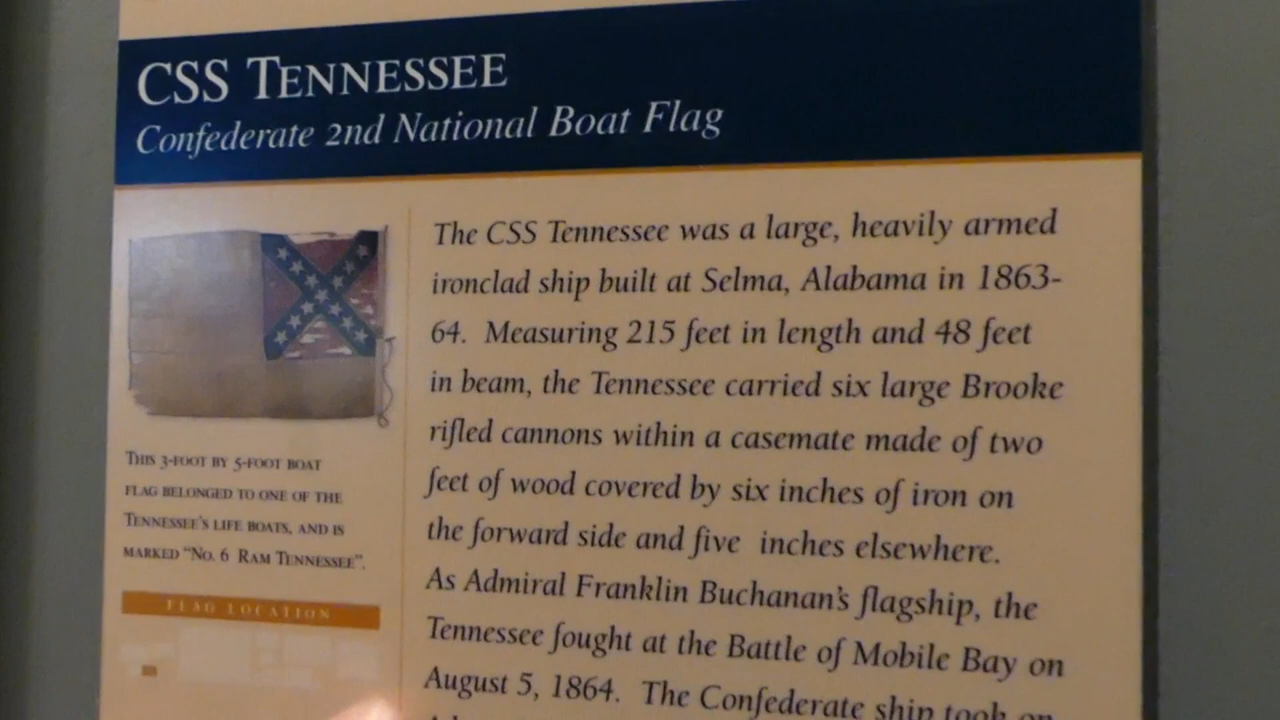 CSS TENNESSEE
Confederate 2nd National Boat Flag
The CSS Tennessee was a large, heavily armed
ironclad ship built at Selma, Alabama in 1863-
64. Measuring 215 feet in length and 48 feet
in beam, the Tennessee carried six large Brooke
rifled cannons within a casemate made of two
feet of wood covered by six inches of iron on
the forward side and five inches elsewhere.
As Admiral Franklin Buchanan's flagship, the
Tennessee fought at the Battle of Mobile Bay on
August 5, 1864. The Confederate ship took on
THIS 3-FOOT BY 5-FOOT BOAT
FLAG BELONGED TO ONE OF THE
TENNESSEE'S LIFE BOATS, AND IS
MARKED "NO. 6 RAM TENNESSEE".
FLAG LOCATION